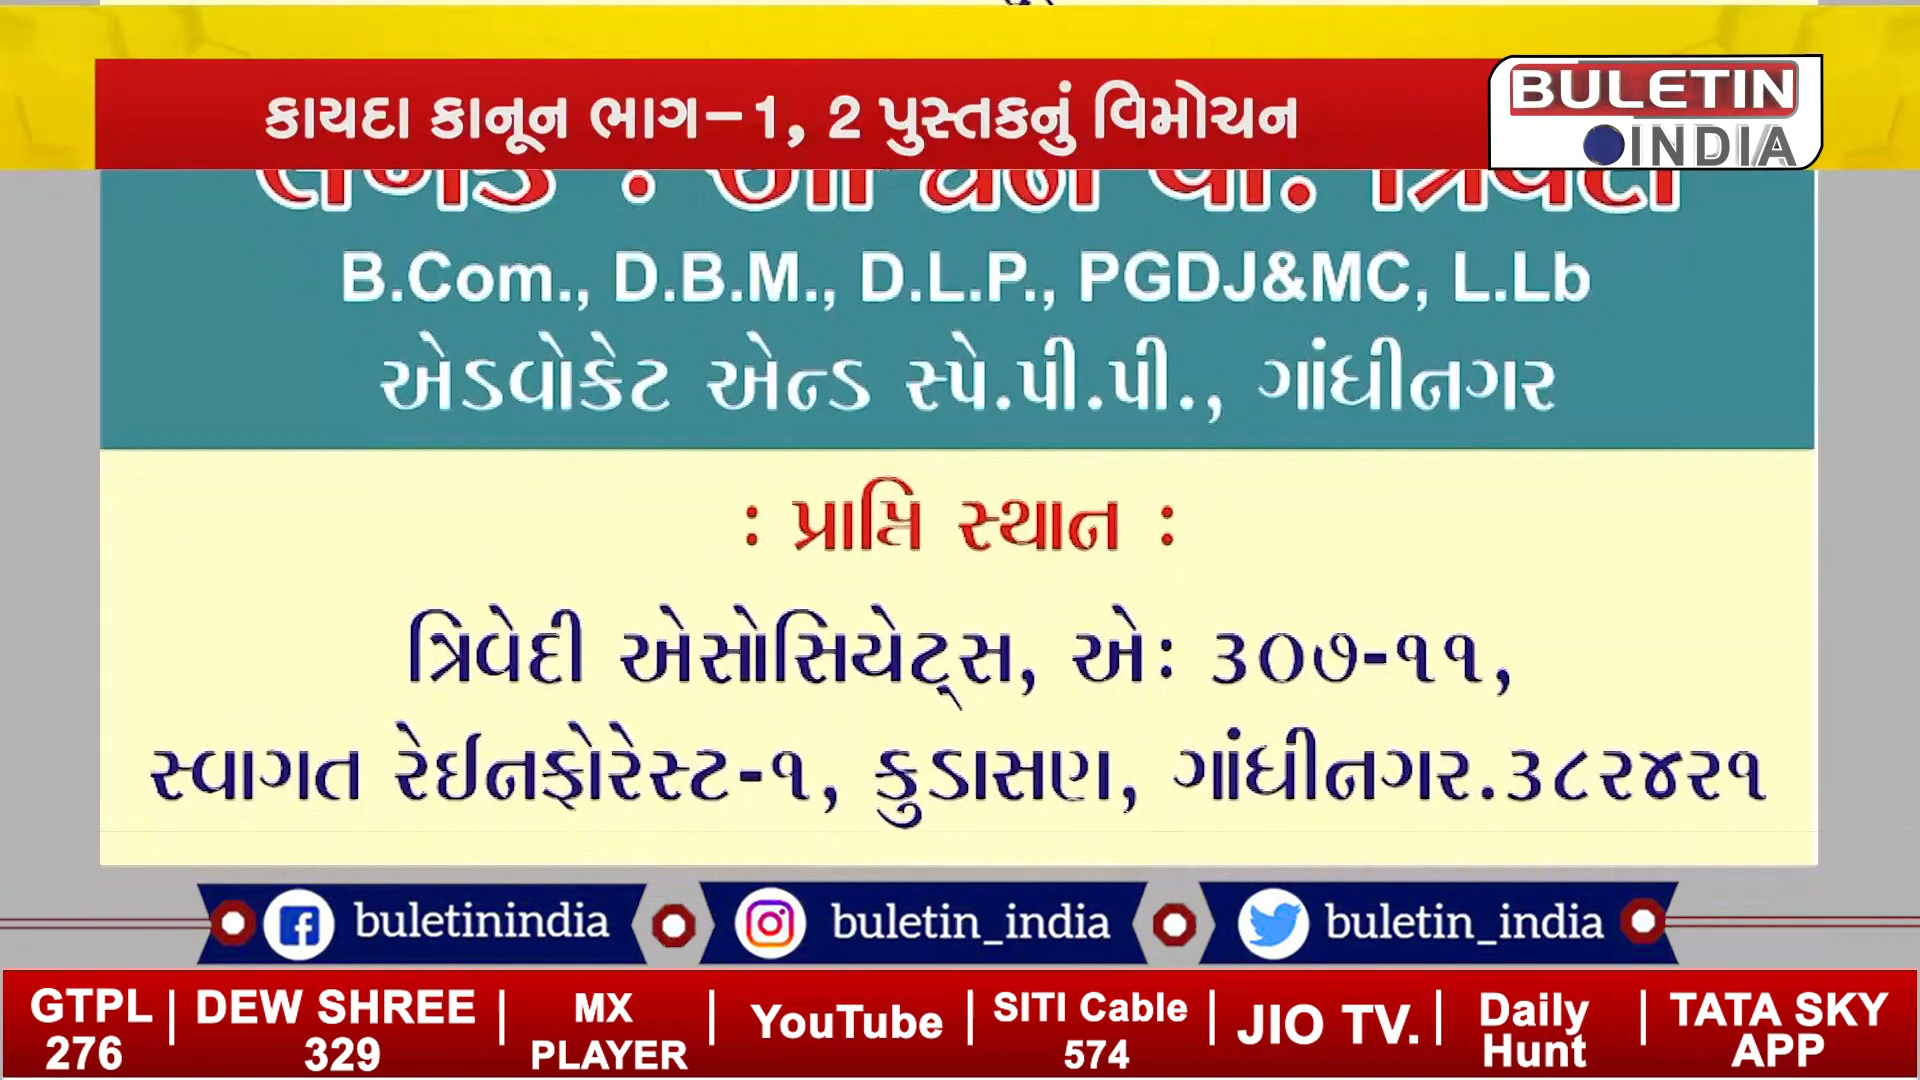 કાયદા કાનૂન ભાગ-1, 2 પુસ્તકનું વિમોચન
BULETIN
INDIA
B.Com., D.B.M., D.L.P., PGDJ&MC, L.Lb
એડવોકેટ એન્ડ સ્પે.પી.પી., ગાંધીનગર
: પ્રાપ્તિ સ્થાન :
ત્રિવેદી એસોસિયેટ્સ, એ: ૩૦૭-૧૧,
સ્વાગત રેઈનફોરેસ્ટ-૧, કુડાસણ, ગાંધીનગર.૩૮૨૪૨૧
buletinindia buletin_india buletin_india
GTPL 276 | DEW SHREE 329 | MX PLAYER | YouTube | SITI Cable 574 | JIO TV. | Daily Hunt | TATA SKY APP